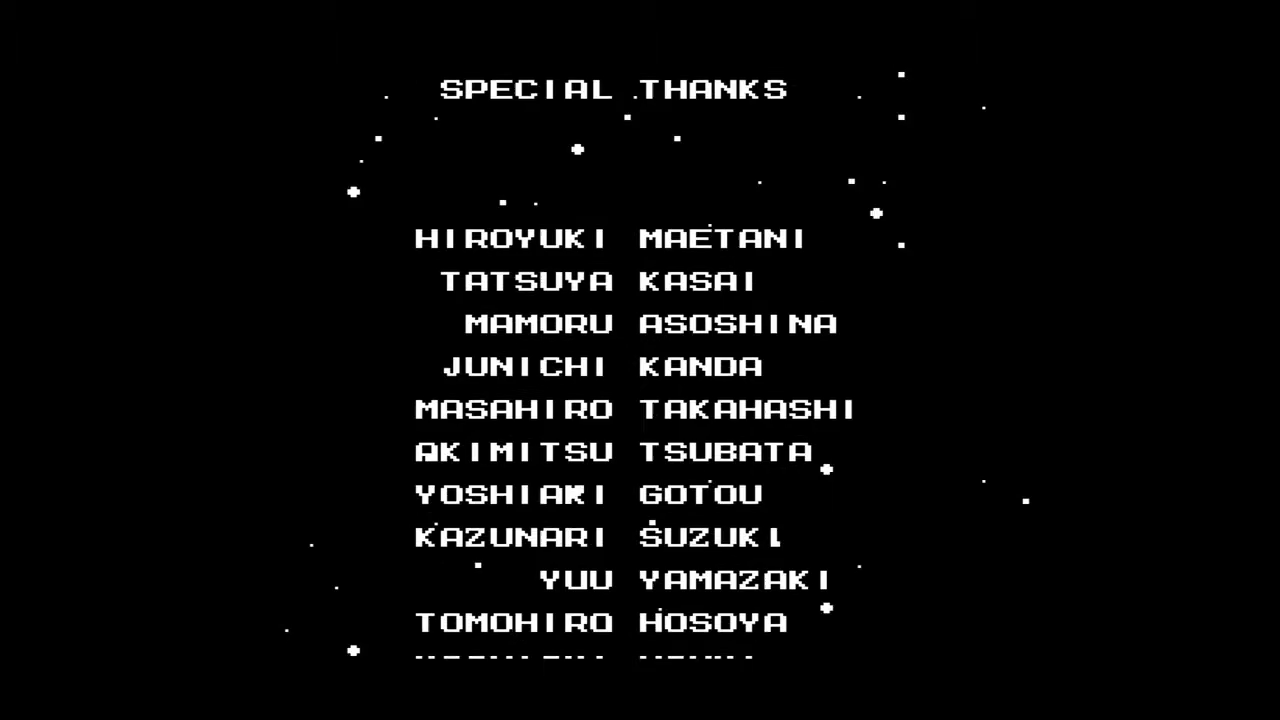 SPECIAL THANKS
HIROYUKI MAETANI
TATSUYA KASAI
MAMORU ASOSHINA
JUNICHI KANDA
MASAHIRO TAKAHASHI
AKIMITSU TSUBATA
YOSHIAKI GOTOU
KAZUNARI SUZUKI
YUU YAMAZAKI
TOMOHIRO HOSOYA